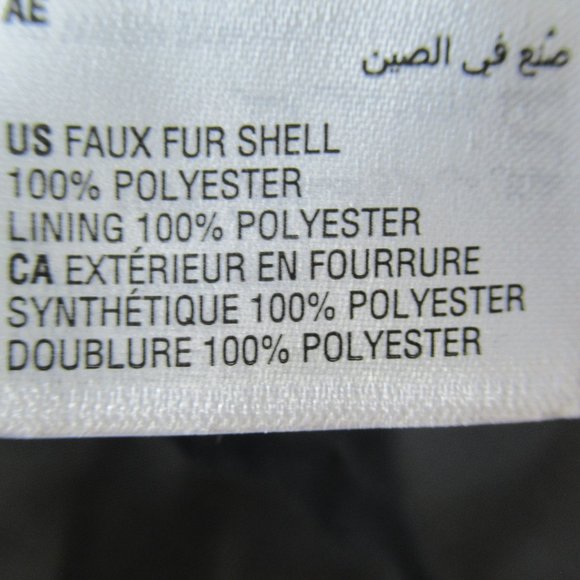 AE
صُنع في الصين
US FAUX FUR SHELL
100% POLYESTER
LINING 100% POLYESTER
CA EXTÉRIEUR EN FOURRURE
SYNTHÉTIQUE 100% POLYESTER
DOUBLURE 100% POLYESTER